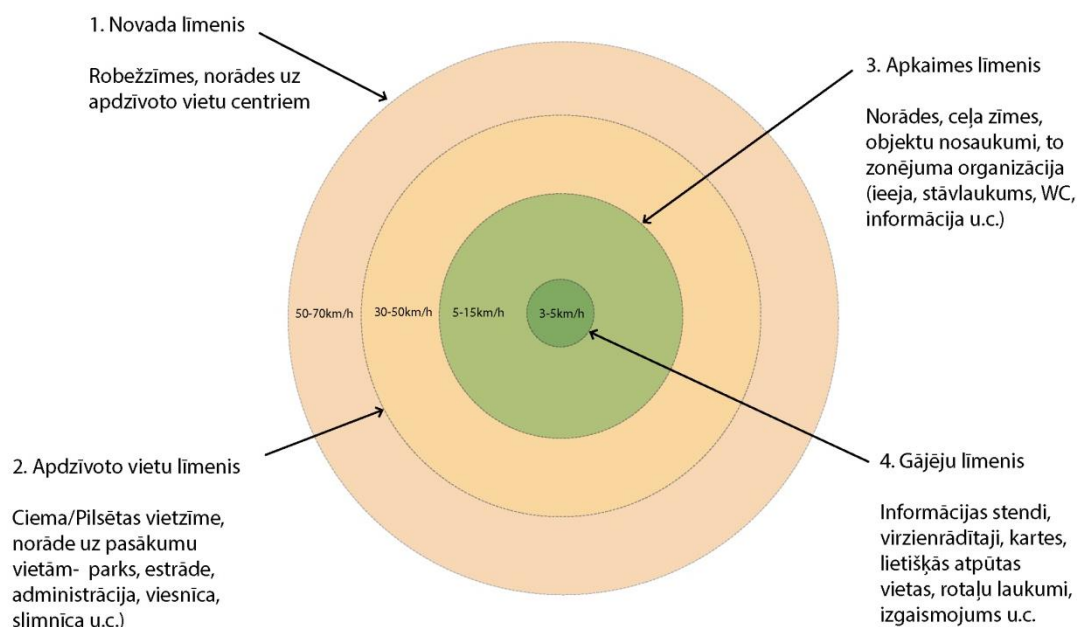 1. Novada līmenis
Robežzīmes, norādes uz
apdzīvoto vietu centriem
3. Apkaimes līmenis
Norādes, ceļa zīmes,
objektu nosaukumi, to
zonējuma organizācija
(ieeja, stāvlaukums, WC,
informācija u.c.)
50-70km/h
30-50km/h
5-15km/h
3-5km/h
2. Apdzīvoto vietu līmenis
Ciema/Pilsētas vietzīme,
norāde uz pasākumu
vietām- parks, estrāde,
administrācija, viesnīca,
slimnīca u.c.)
4. Gājēju līmenis
Informācijas stendi,
virzienrādītaji, kartes,
lietišķās atpūtas
vietas, rotaļu laukumi,
izgaismojums u.c.